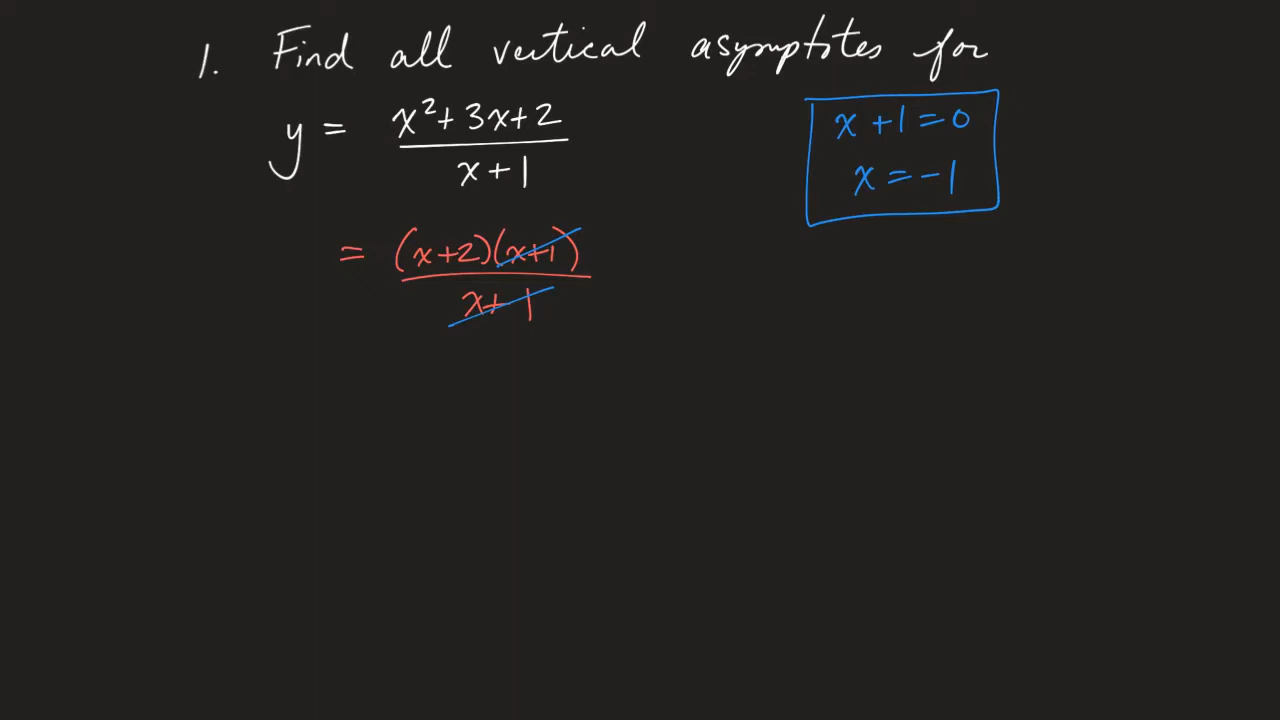 1. Find all vertical asymptotes for
y = x²+3x+2 / x+1
x+1=0
x=-1
= (x+2)(x+1) / x+1